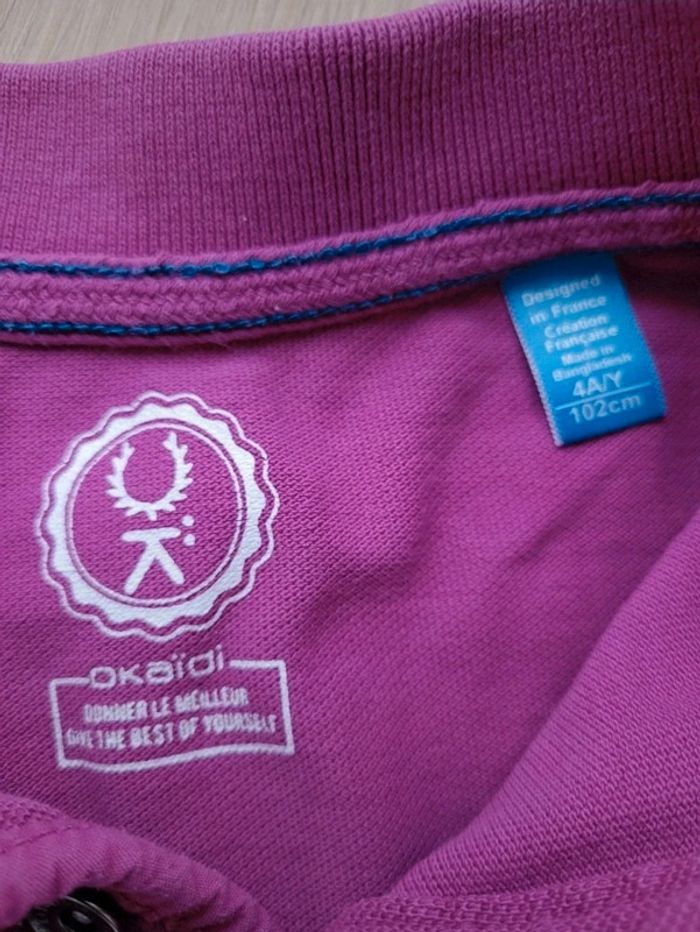 Designed
in France
Création
Française
Made in
Bangladesh
4A/Y
102cm
OK
oKaïdi
DONNER LE MEILLEUR
GIVE THE BEST OF YOURSELF